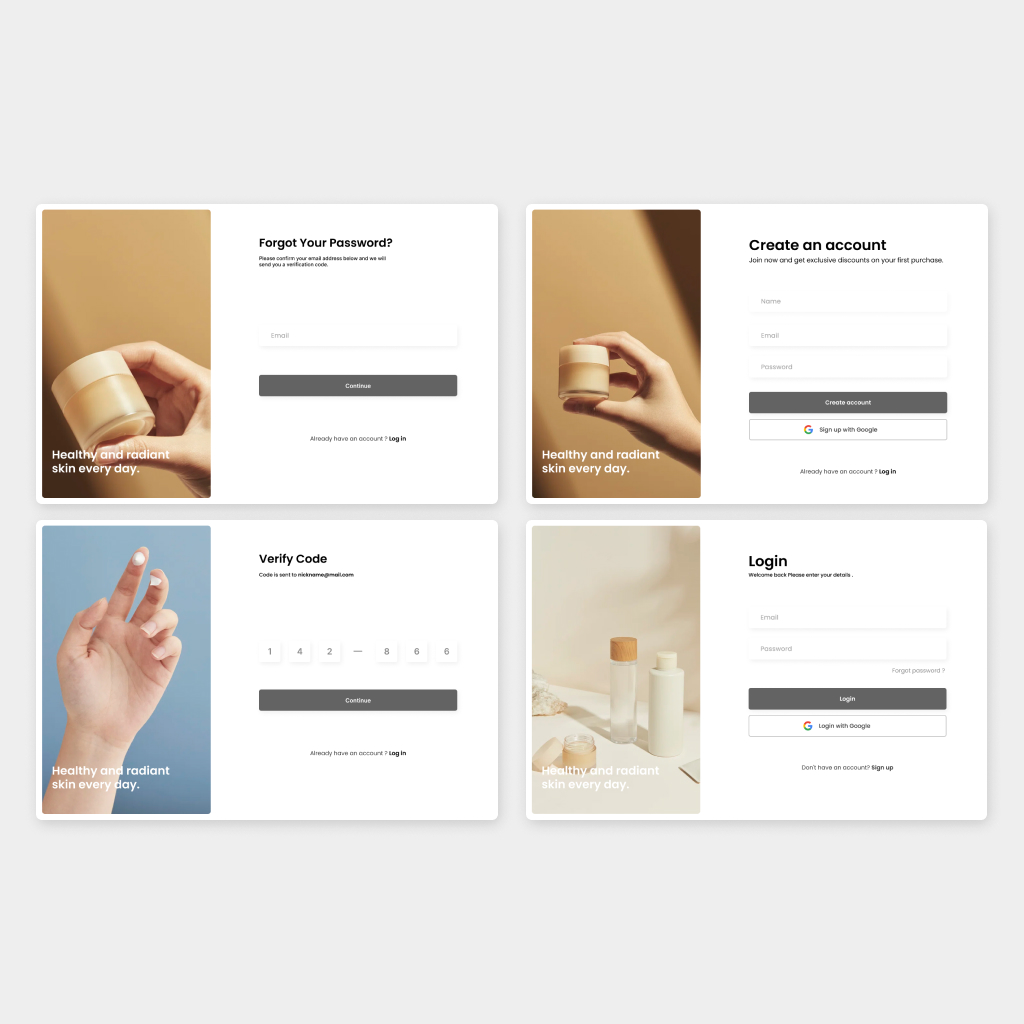 Forgot Your Password?
Please confirm your email address below and we will
send you a verification code.
Email
Continue
Already have an account ? Log in
Healthy and radiant
skin every day.
Create an account
Join now and get exclusive discounts on your first purchase.
Name
Email
Password
Create account
Sign up with Google
Already have an account ? Log in
Healthy and radiant
skin every day.
Verify Code
Code is sent to nickname@mail.com
1 4 2 — 8 6 6
Continue
Already have an account ? Log in
Healthy and radiant
skin every day.
Login
Welcome back Please enter your details .
Email
Password
Forgot password ?
Login
Login with Google
Don't have an account? Sign up
Healthy and radiant
skin every day.